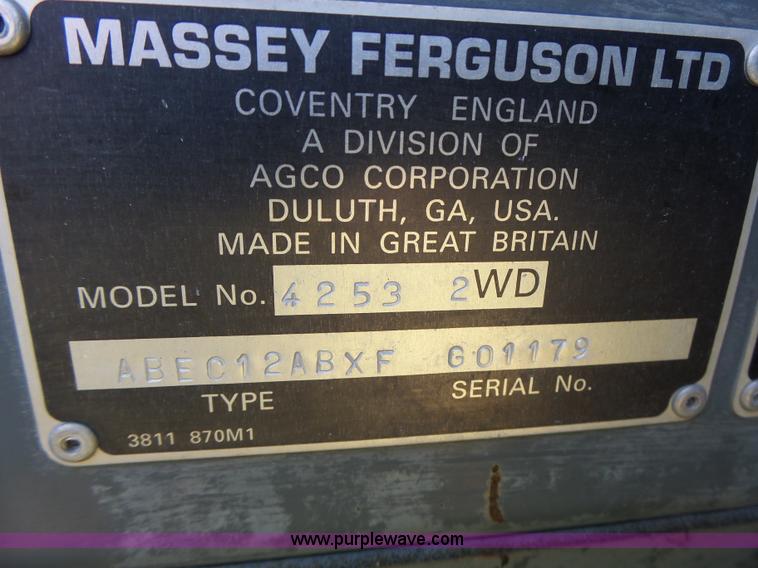 MASSEY FERGUSON LTD
COVENTRY ENGLAND
A DIVISION OF
AGCO CORPORATION
DULUTH, GA, USA.
MADE IN GREAT BRITAIN
MODEL No. 4253 2WD
ABEC12ABXF G01179
TYPE SERIAL No.
3811 870M1
www.purplewave.com